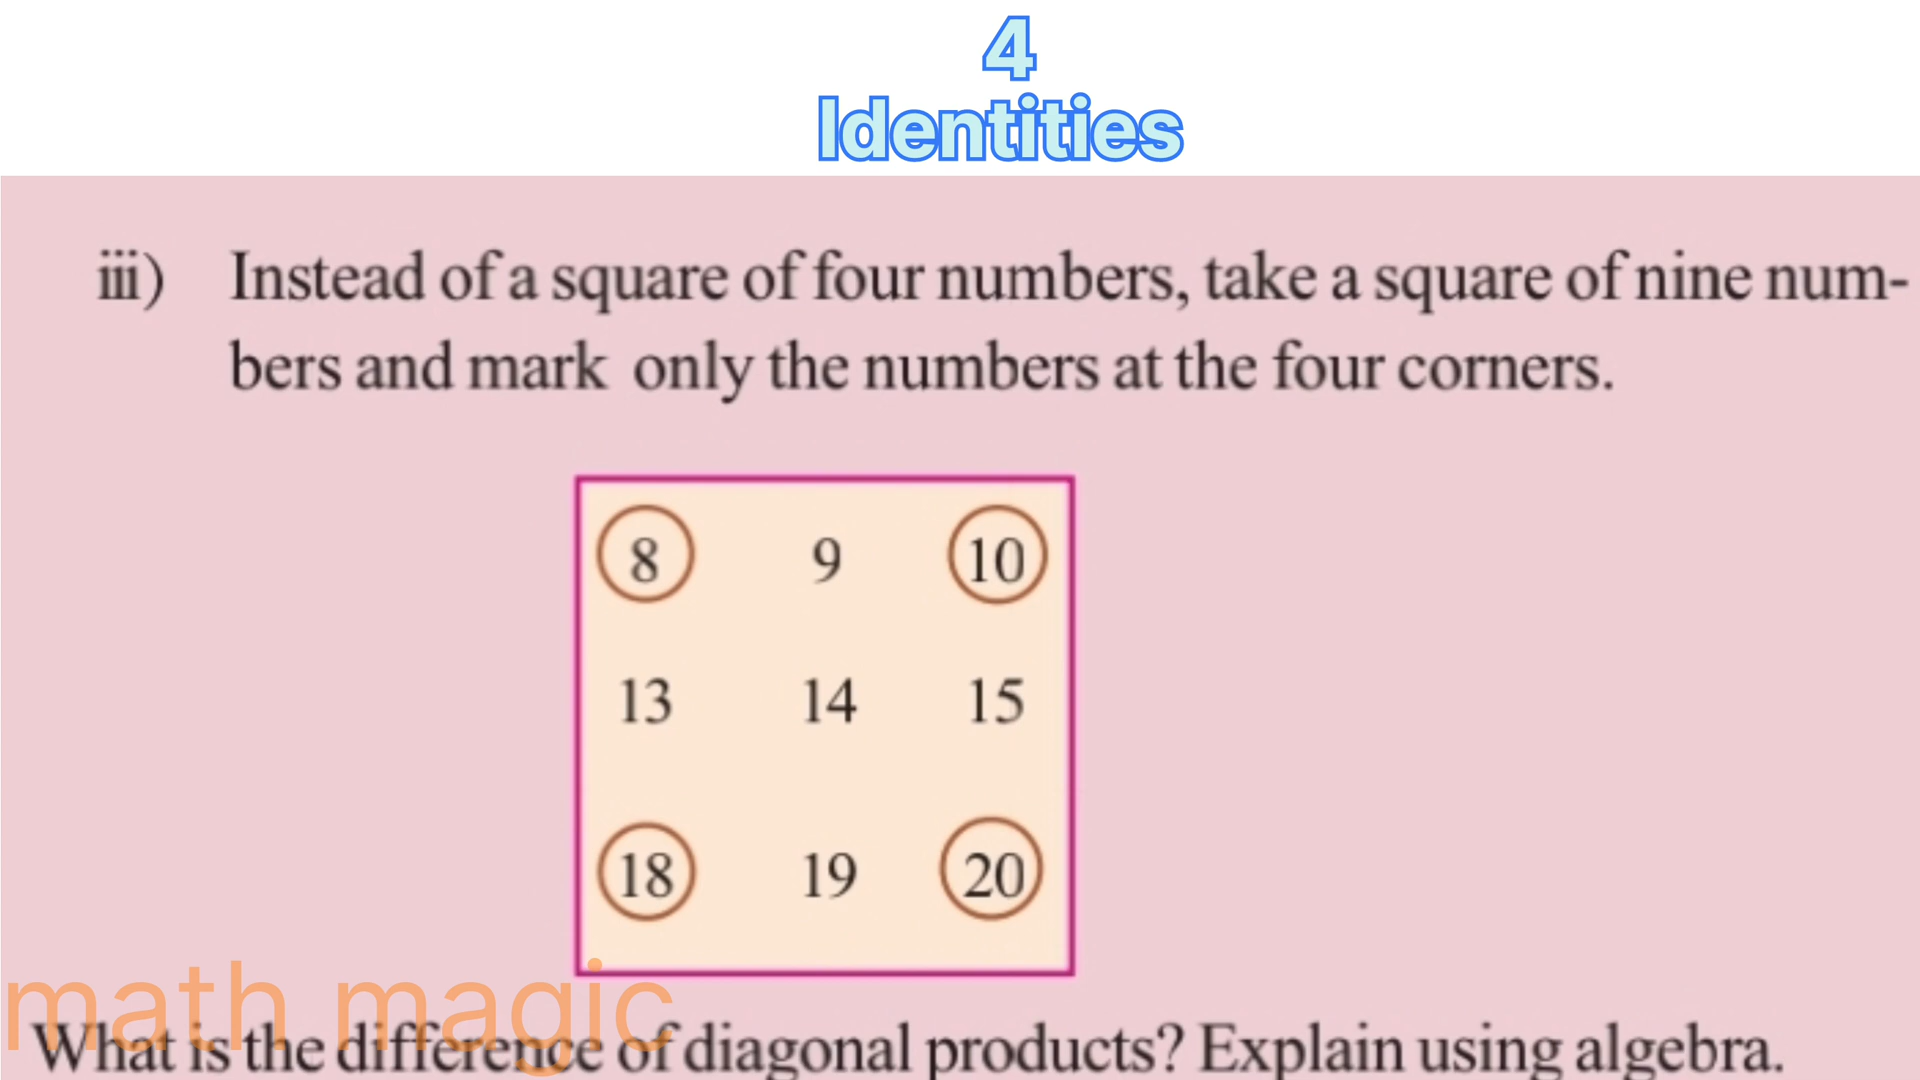 4
Identities
iii) Instead of a square of four numbers, take a square of nine num-
bers and mark only the numbers at the four corners.
8 9 10
13 14 15
18 19 20
math magic
What is the difference of diagonal products? Explain using algebra.